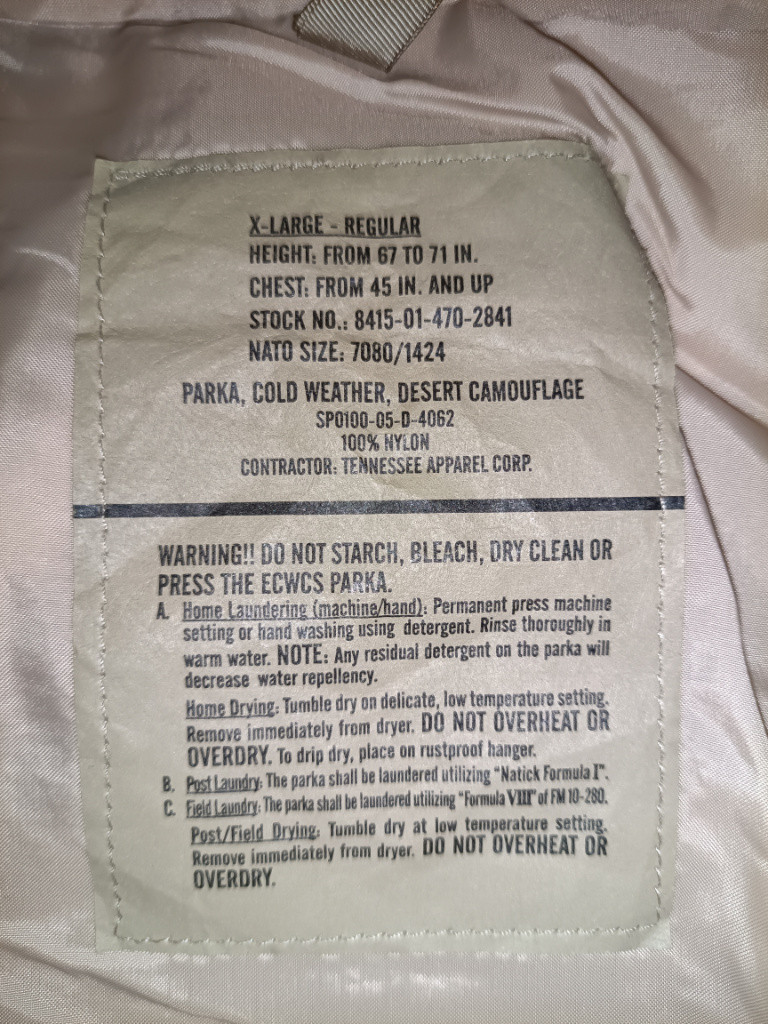 X-LARGE - REGULAR
HEIGHT: FROM 67 TO 71 IN.
CHEST: FROM 45 IN. AND UP
STOCK NO.: 8415-01-470-2841
NATO SIZE: 7080/1424
PARKA, COLD WEATHER, DESERT CAMOUFLAGE
SP0100-05-D-4062
100% NYLON
CONTRACTOR: TENNESSEE APPAREL CORP.
WARNING!! DO NOT STARCH, BLEACH, DRY CLEAN OR
PRESS THE ECWCS PARKA.
A. Home Laundering (machine/hand): Permanent press machine
setting or hand washing using detergent. Rinse thoroughly in
warm water. NOTE: Any residual detergent on the parka will
decrease water repellency.
Home Drying: Tumble dry on delicate, low temperature setting.
Remove immediately from dryer. DO NOT OVERHEAT OR
OVERDRY. To drip dry, place on rustproof hanger.
B. Post Laundry: The parka shall be laundered utilizing "Natick Formula I".
C. Field Laundry: The parka shall be laundered utilizing "Formula VIII" of FM 10-280.
Post/Field Drying: Tumble dry at low temperature setting.
Remove immediately from dryer. DO NOT OVERHEAT OR
OVERDRY.